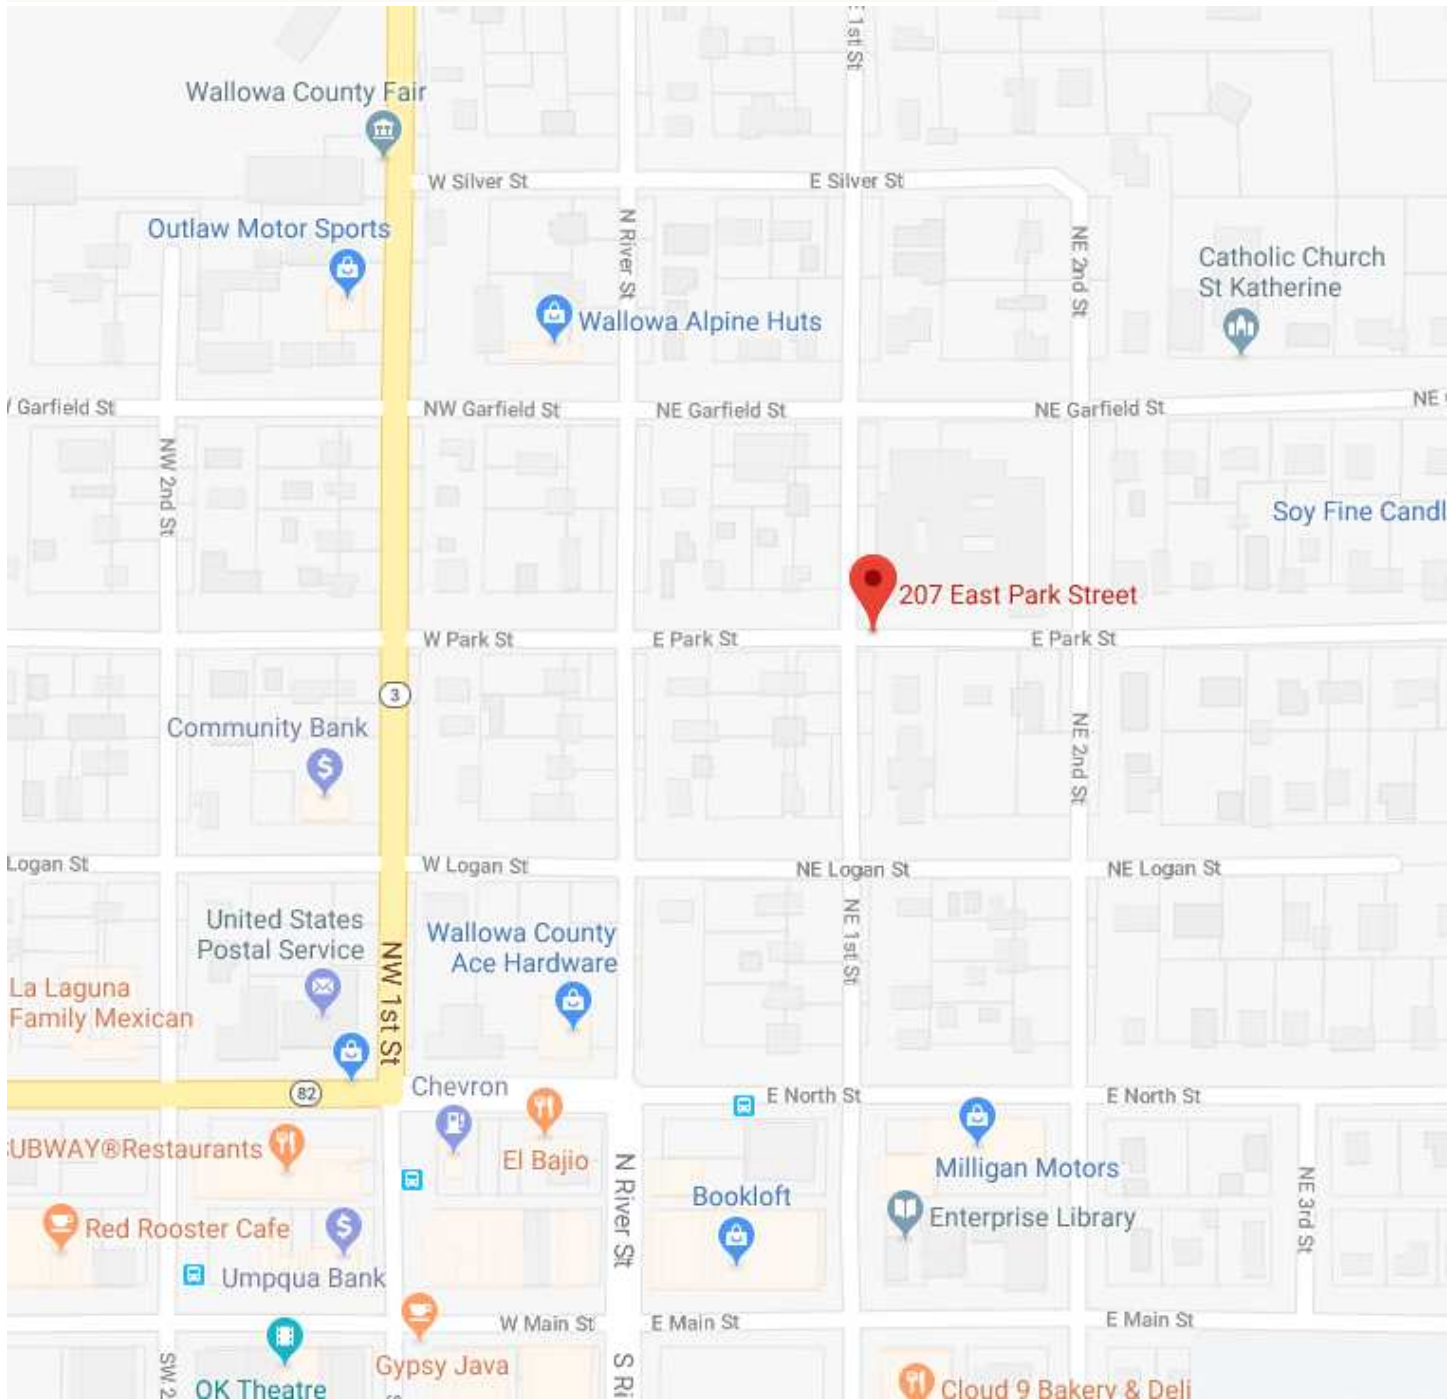 E 1st St
Wallowa County Fair
W Silver St
E Silver St
Outlaw Motor Sports
N River St
NE 2nd St
Catholic Church
St Katherine
Wallowa Alpine Huts
Garfield St
NW Garfield St
NE Garfield St
NE Garfield St
NE
NW 2nd St
Soy Fine Candl
207 East Park Street
W Park St
E Park St
E Park St
3
Community Bank
NE 2nd St
Logan St
W Logan St
NE Logan St
NE Logan St
United States
Postal Service
Wallowa County
Ace Hardware
NE 1st St
NW 1st St
La Laguna
Family Mexican
82
Chevron
E North St
E North St
UBWAY®Restaurants
El Bajio
N River St
Milligan Motors
Bookloft
NE 3rd St
Red Rooster Cafe
Enterprise Library
Umpqua Bank
W Main St
E Main St
E Main St
Gypsy Java
SW 2
S Ri
OK Theatre
Cloud 9 Bakery & Deli